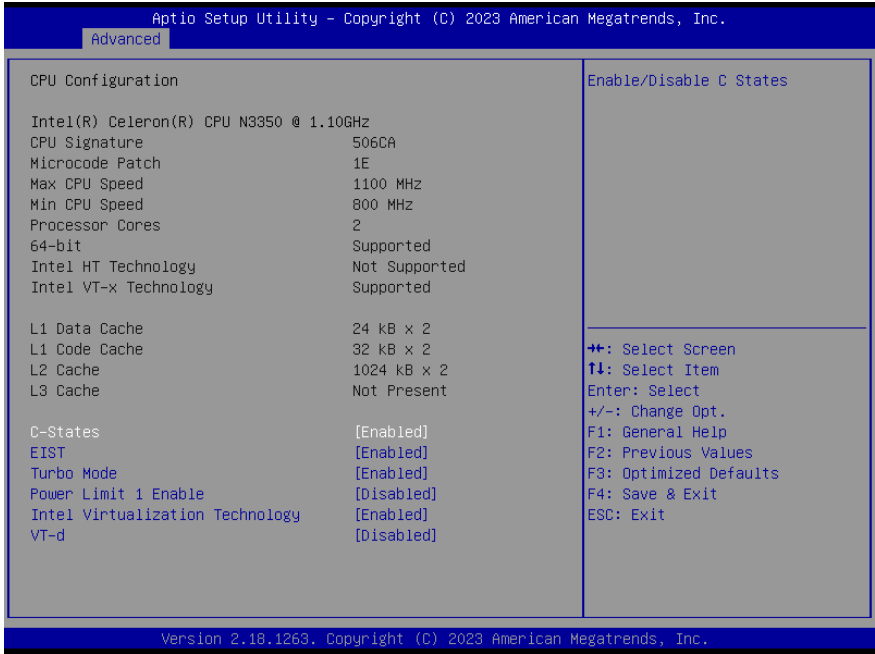 Aptio Setup Utility – Copyright (C) 2023 American Megatrends, Inc.
Advanced
CPU Configuration
Intel(R) Celeron(R) CPU N3350 @ 1.10GHz
CPU Signature 506CA
Microcode Patch 1E
Max CPU Speed 1100 MHz
Min CPU Speed 800 MHz
Processor Cores 2
64-bit Supported
Intel HT Technology Not Supported
Intel VT-x Technology Supported
L1 Data Cache 24 kB x 2
L1 Code Cache 32 kB x 2
L2 Cache 1024 kB x 2
L3 Cache Not Present
C-States [Enabled]
EIST [Enabled]
Turbo Mode [Enabled]
Power Limit 1 Enable [Disabled]
Intel Virtualization Technology [Enabled]
VT-d [Disabled]
Enable/Disable C States
→←: Select Screen
↑↓: Select Item
Enter: Select
+/-: Change Opt.
F1: General Help
F2: Previous Values
F3: Optimized Defaults
F4: Save & Exit
ESC: Exit
Version 2.18.1263. Copyright (C) 2023 American Megatrends, Inc.